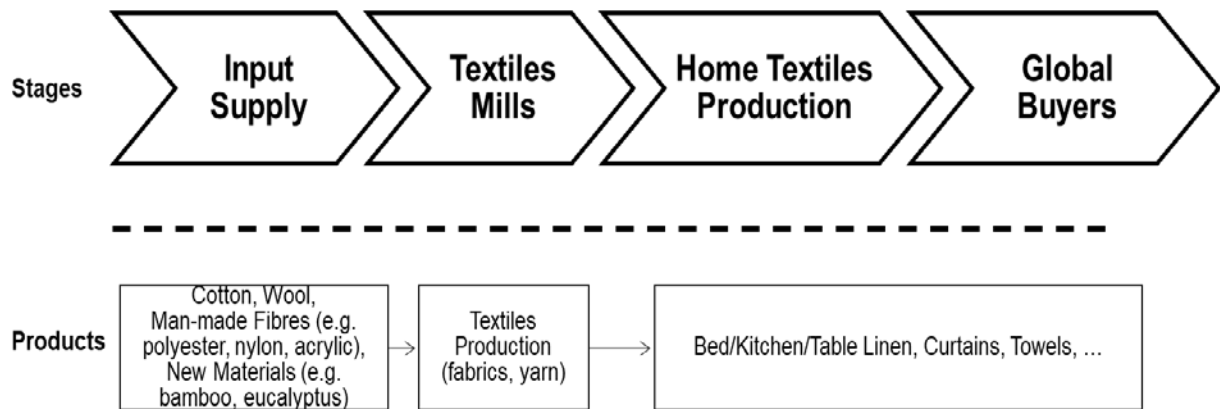 Stages
Input
Supply
Textiles
Mills
Home Textiles
Production
Global
Buyers
Products
Cotton, Wool,
Man-made Fibres (e.g.
polyester, nylon, acrylic),
New Materials (e.g.
bamboo, eucalyptus)
Textiles
Production
(fabrics, yarn)
Bed/Kitchen/Table Linen, Curtains, Towels, …